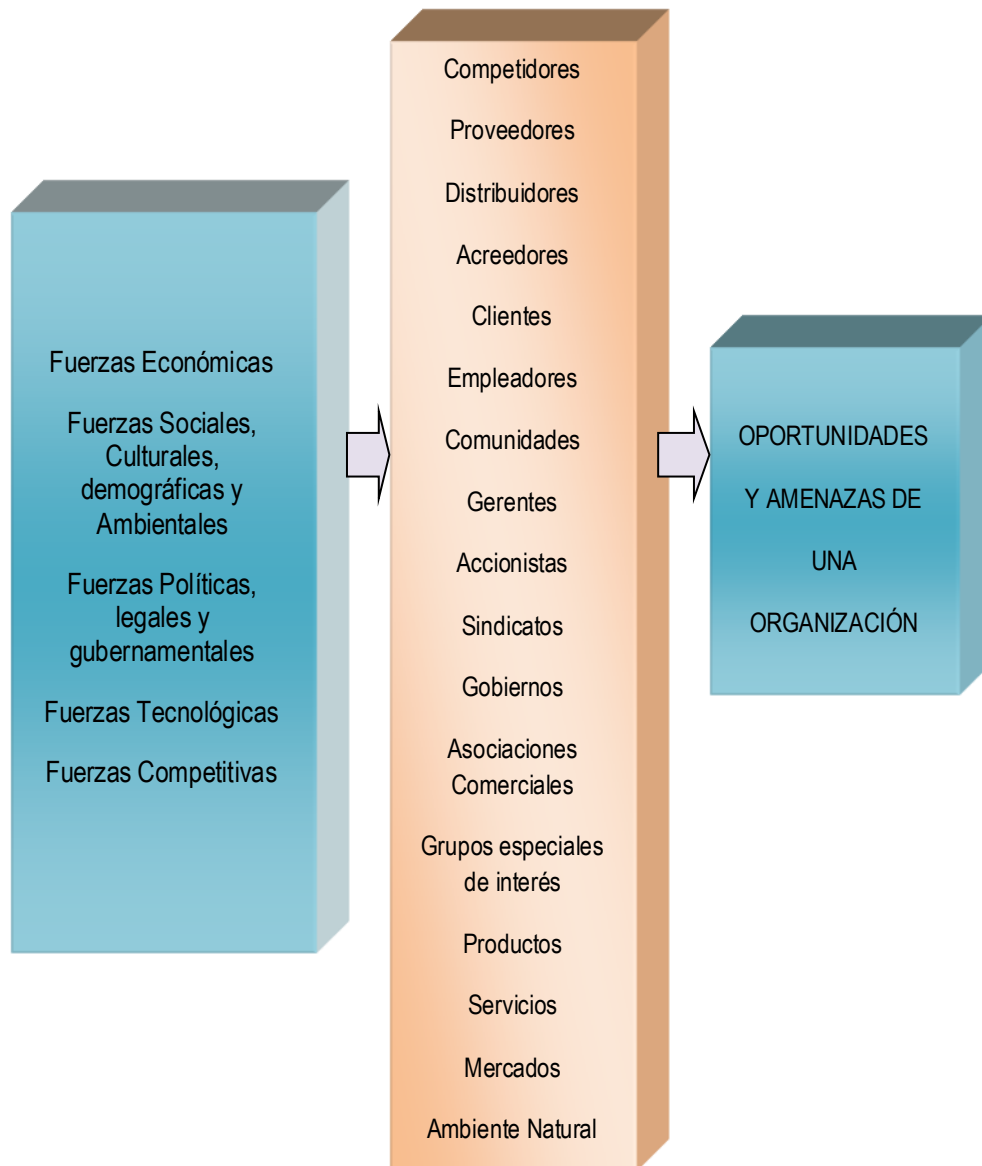 Fuerzas Económicas
Fuerzas Sociales,
Culturales,
demográficas y
Ambientales
Fuerzas Políticas,
legales y
gubernamentales
Fuerzas Tecnológicas
Fuerzas Competitivas
Competidores
Proveedores
Distribuidores
Acreedores
Clientes
Empleadores
Comunidades
Gerentes
Accionistas
Sindicatos
Gobiernos
Asociaciones
Comerciales
Grupos especiales
de interés
Productos
Servicios
Mercados
Ambiente Natural
OPORTUNIDADES
Y AMENAZAS DE
UNA
ORGANIZACIÓN